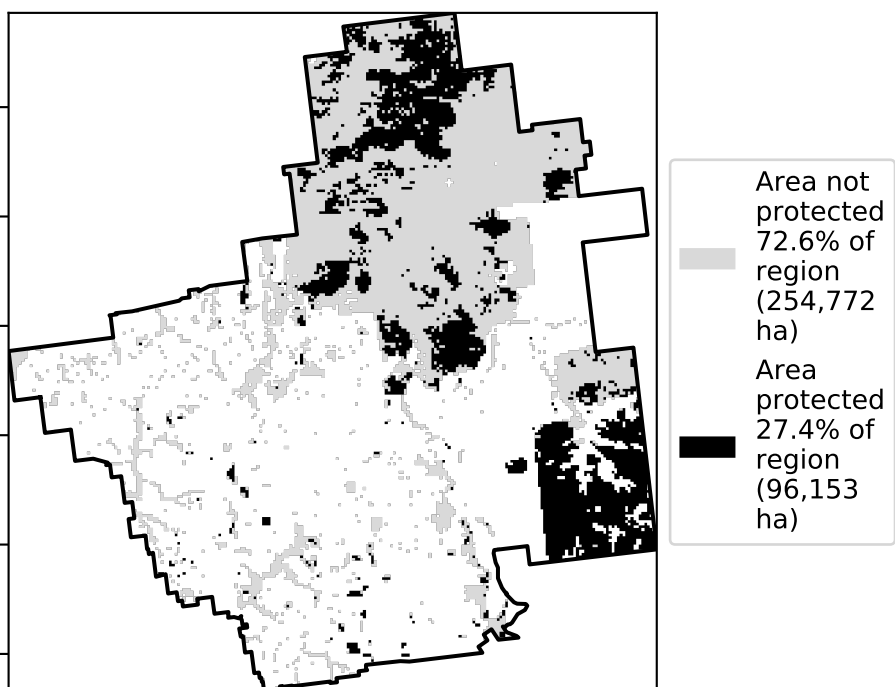 Area not
protected
72.6% of
region
(254,772
ha)
Area
protected
27.4% of
region
(96,153
ha)